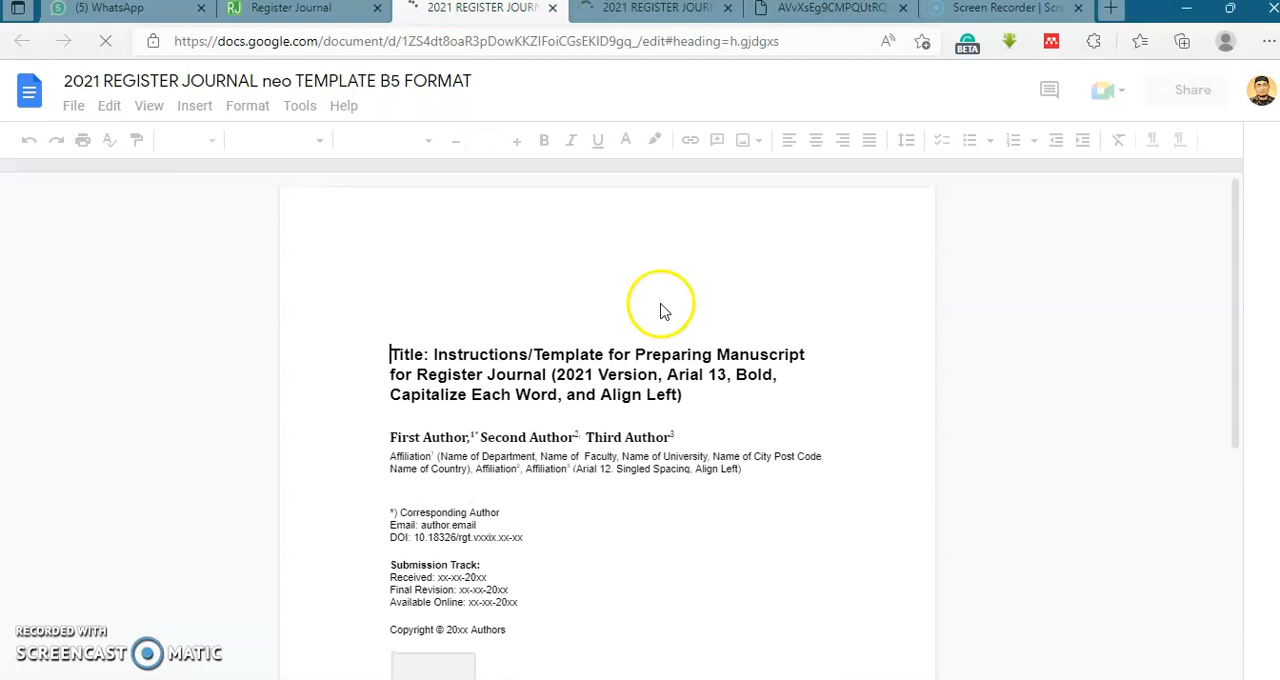 (5) WhatsApp
Register Journal
2021 REGISTER JOURN
2021 REGISTER JOURN
AVvXsEg9CMPQUtRQ
Screen Recorder | Scre
https://docs.google.com/document/d/1ZS4dt8oaR3pDowKKZIFoiCGsEKID9gq_/edit#heading=h.gjdgxs
BETA
2021 REGISTER JOURNAL neo TEMPLATE B5 FORMAT
File Edit View Insert Format Tools Help
Share
Title: Instructions/Template for Preparing Manuscript
for Register Journal (2021 Version, Arial 13, Bold,
Capitalize Each Word, and Align Left)
First Author,1* Second Author2, Third Author3
Affiliation1 (Name of Department, Name of Faculty, Name of University, Name of City Post Code,
Name of Country), Affiliation2, Affiliation3 (Arial 12, Singled Spacing, Align Left)
*) Corresponding Author
Email: author.email
DOI: 10.18326/rgt.vxxix.xx-xx
Submission Track:
Received: xx-xx-20xx
Final Revision: xx-xx-20xx
Available Online: xx-xx-20xx
Copyright © 20xx Authors
RECORDED WITH
SCREENCAST MATIC